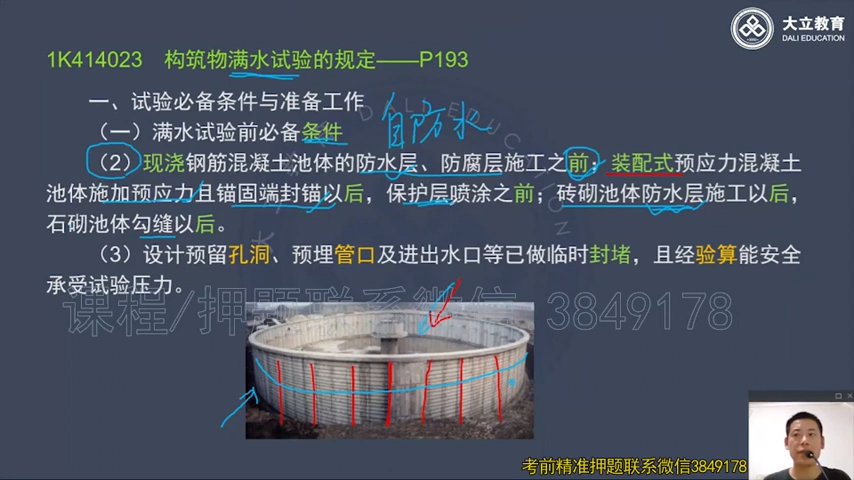 大立教育
DALI EDUCATION
1K414023 构筑物满水试验的规定——P193
一、试验必备条件与准备工作
（一）满水试验前必备条件
自防水
（2）现浇钢筋混凝土池体的防水层、防腐层施工之前；装配式预应力混凝土
池体施加预应力且锚固端封锚以后，保护层喷涂之前；砖砌池体防水层施工以后，
石砌池体勾缝以后。
（3）设计预留孔洞、预埋管口及进出水口等已做临时封堵，且经验算能安全
承受试验压力。
课程/押题联系微信 3849178
考前精准押题联系微信3849178